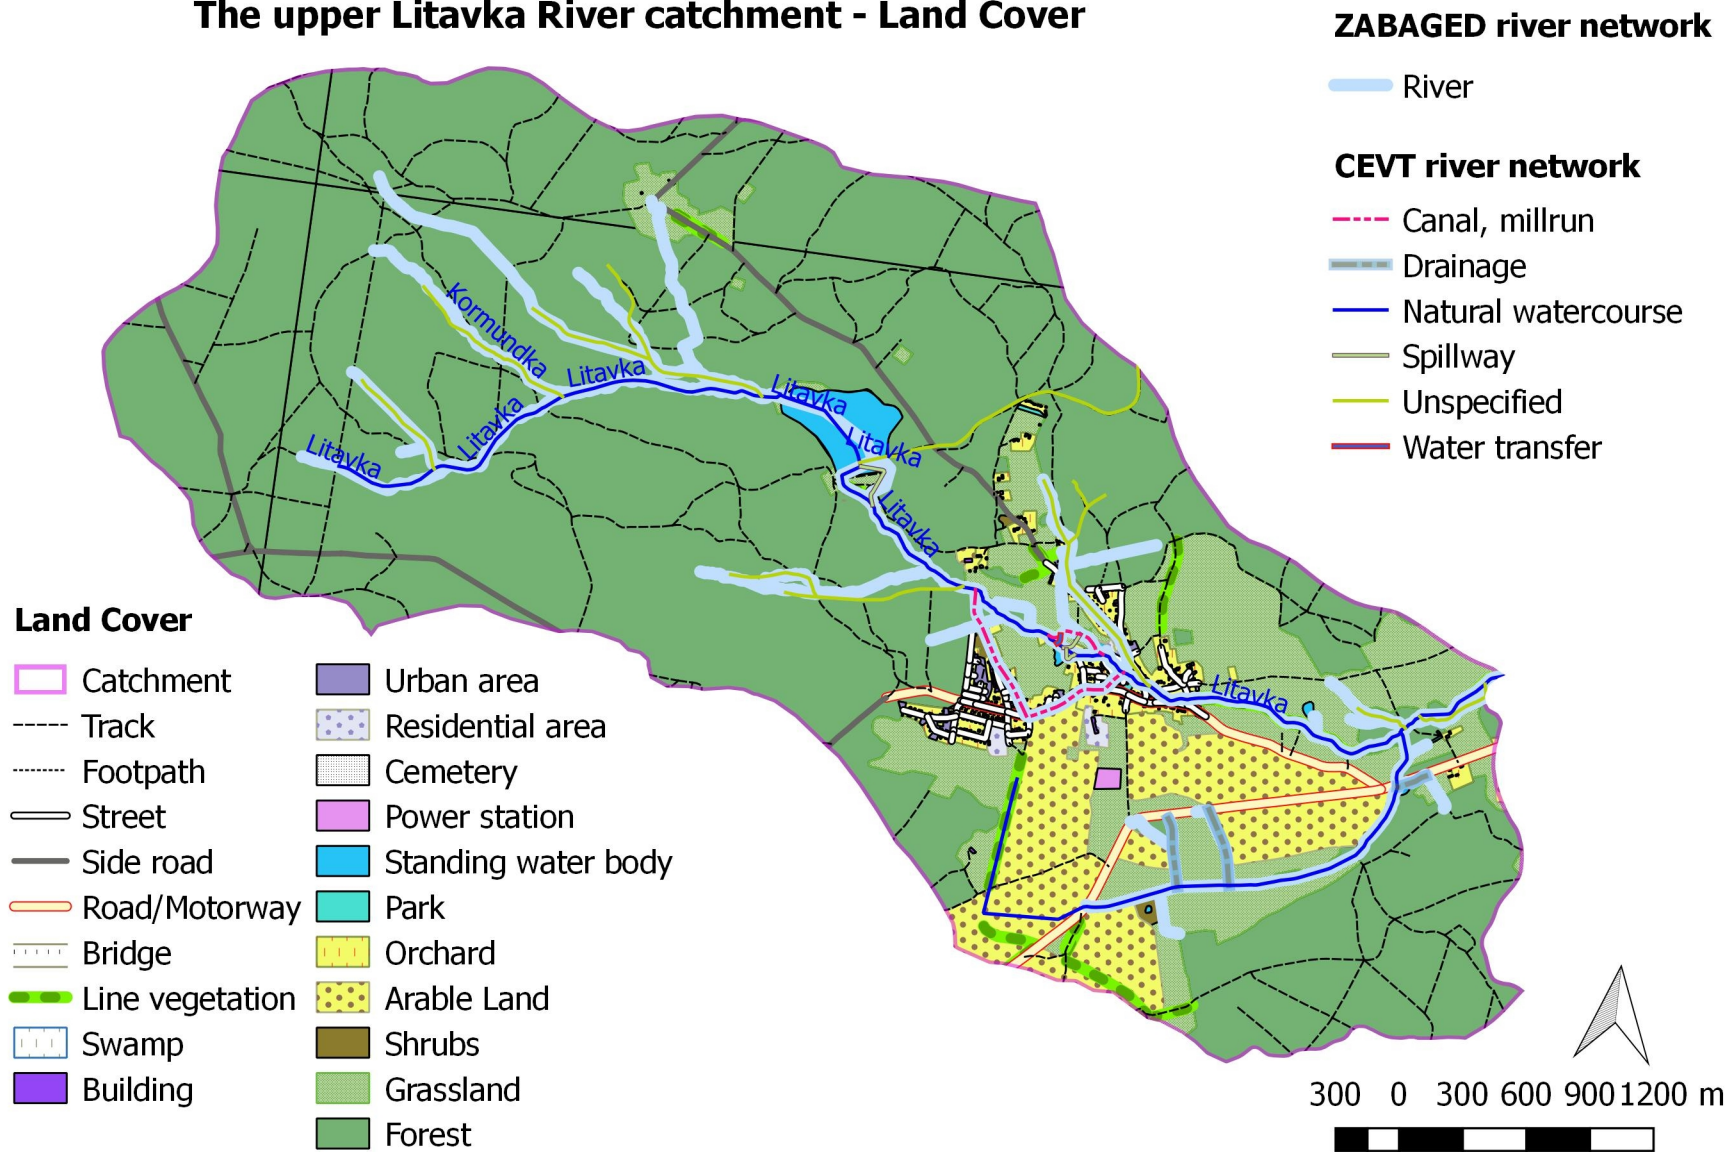 The upper Litavka River catchment - Land Cover
ZABAGED river network
River
CEVT river network
Canal, millrun
Drainage
Natural watercourse
Spillway
Unspecified
Water transfer
Kormundka
Litavka
Litavka
Litavka
Litavka
Litavka
Litavka
Litavka
Land Cover
Catchment
Track
Footpath
Street
Side road
Road/Motorway
Bridge
Line vegetation
Swamp
Building
Urban area
Residential area
Cemetery
Power station
Standing water body
Park
Orchard
Arable Land
Shrubs
Grassland
Forest
300 0 300 600 900 1200 m